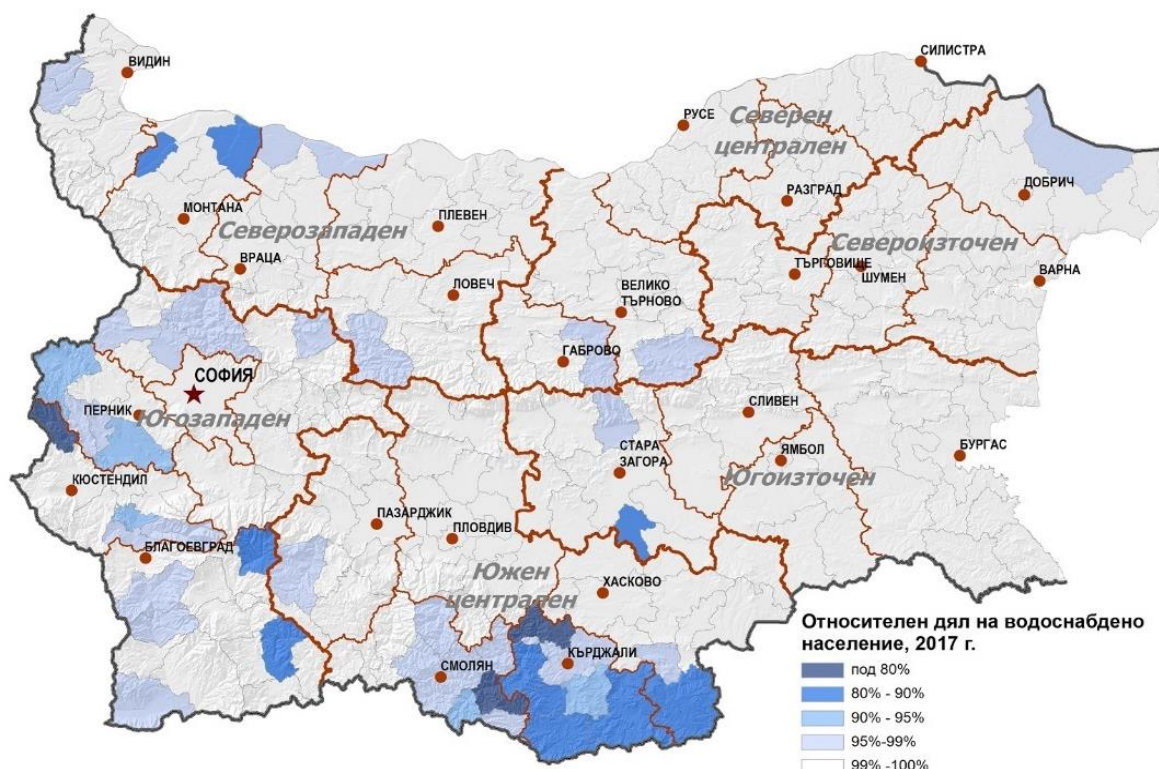 ВИДИН
СИЛИСТРА
РУСЕ
Северен
централен
МОНТАНА
ПЛЕВЕН
РАЗГРАД
ДОБРИЧ
Северозападен
Североизточен
ВРАЦА
ЛОВЕЧ
ВЕЛИКО
ТЪРНОВО
ТЪРГОВИЩЕ
ШУМЕН
ВАРНА
ГАБРОВО
СОФИЯ
ПЕРНИК
Югозападен
СЛИВЕН
СТАРА
ЗАГОРА
ЯМБОЛ
БУРГАС
Югоизточен
КЮСТЕНДИЛ
ПАЗАРДЖИК
ПЛОВДИВ
БЛАГОЕВГРАД
Южен
централен
ХАСКОВО
СМОЛЯН
КЪРДЖАЛИ
Относителен дял на водоснабдено
население, 2017 г.
под 80%
80% - 90%
90% - 95%
95%-99%
99% -100%